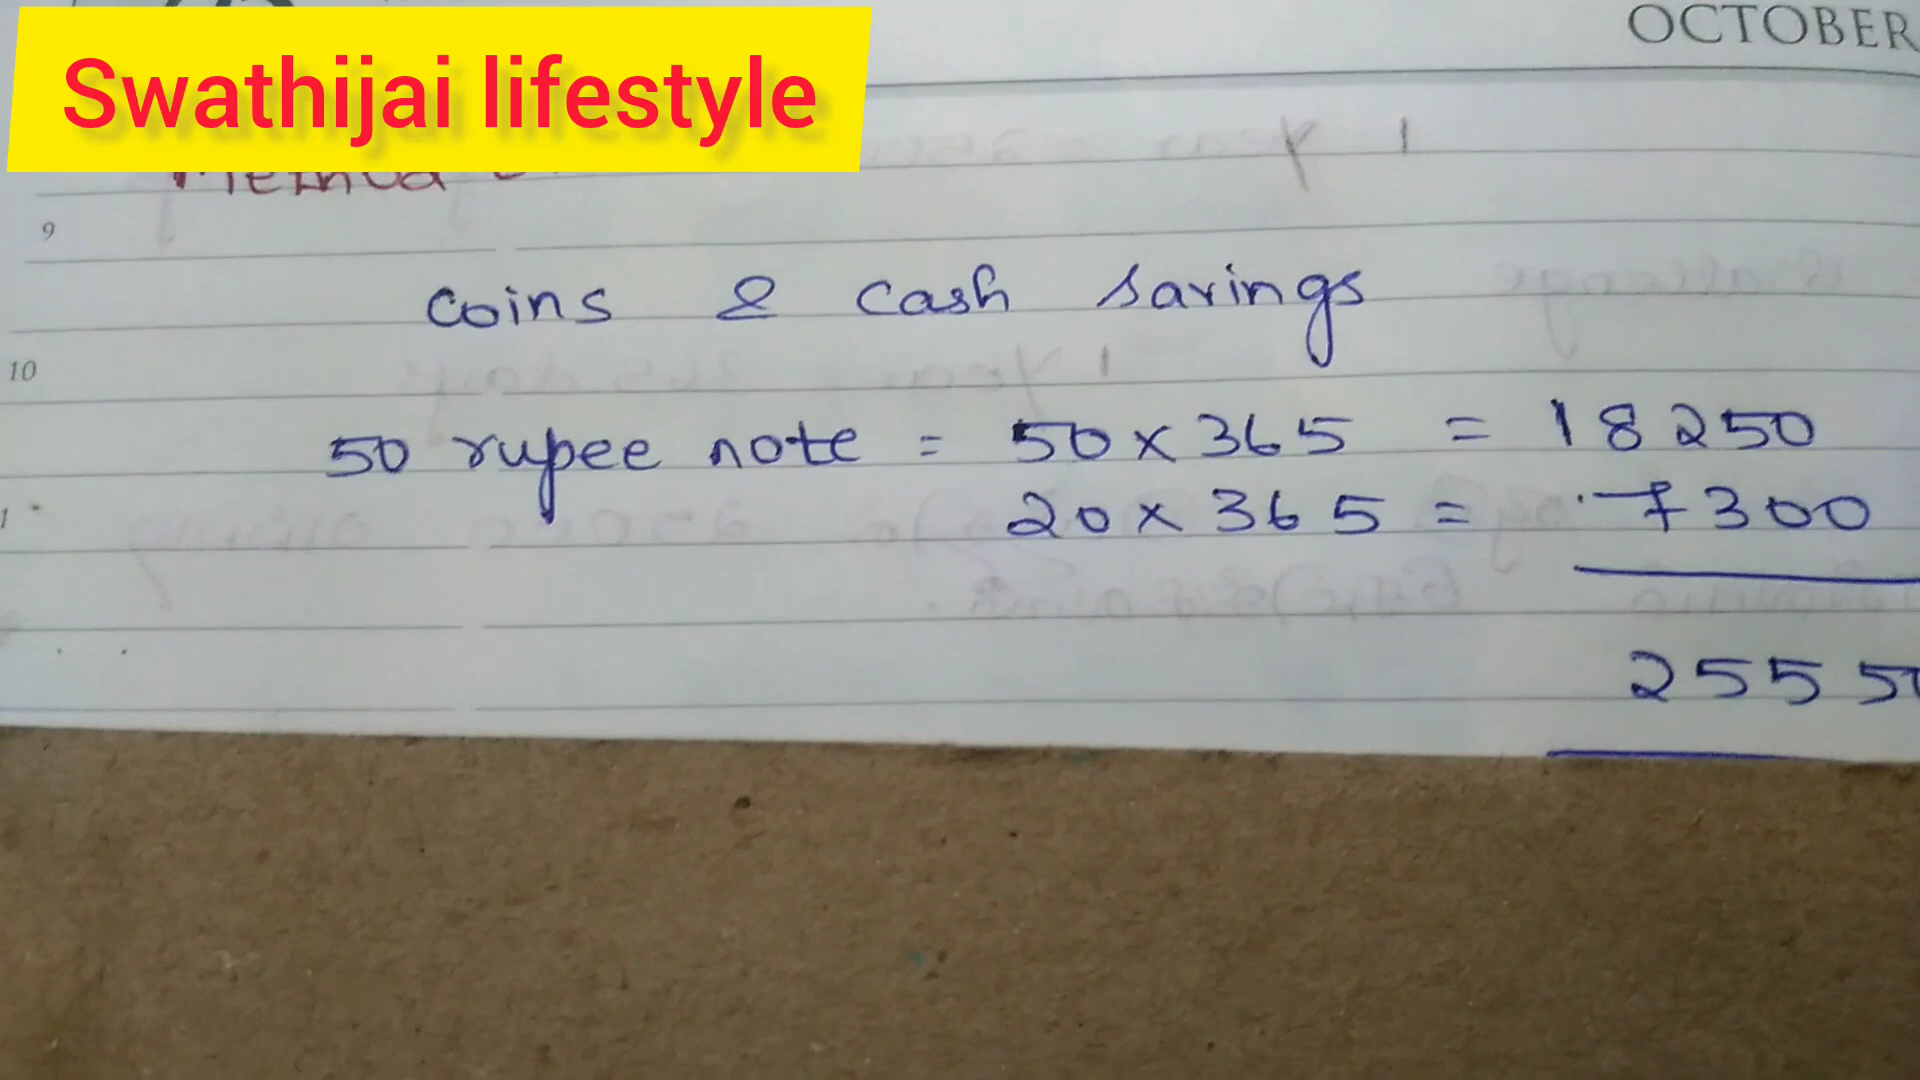 OCTOBER
Swathijai lifestyle
9
coins & cash savings
10
50 rupee note = 50 x 365 = 18250
20 x 365 = 7300
2555